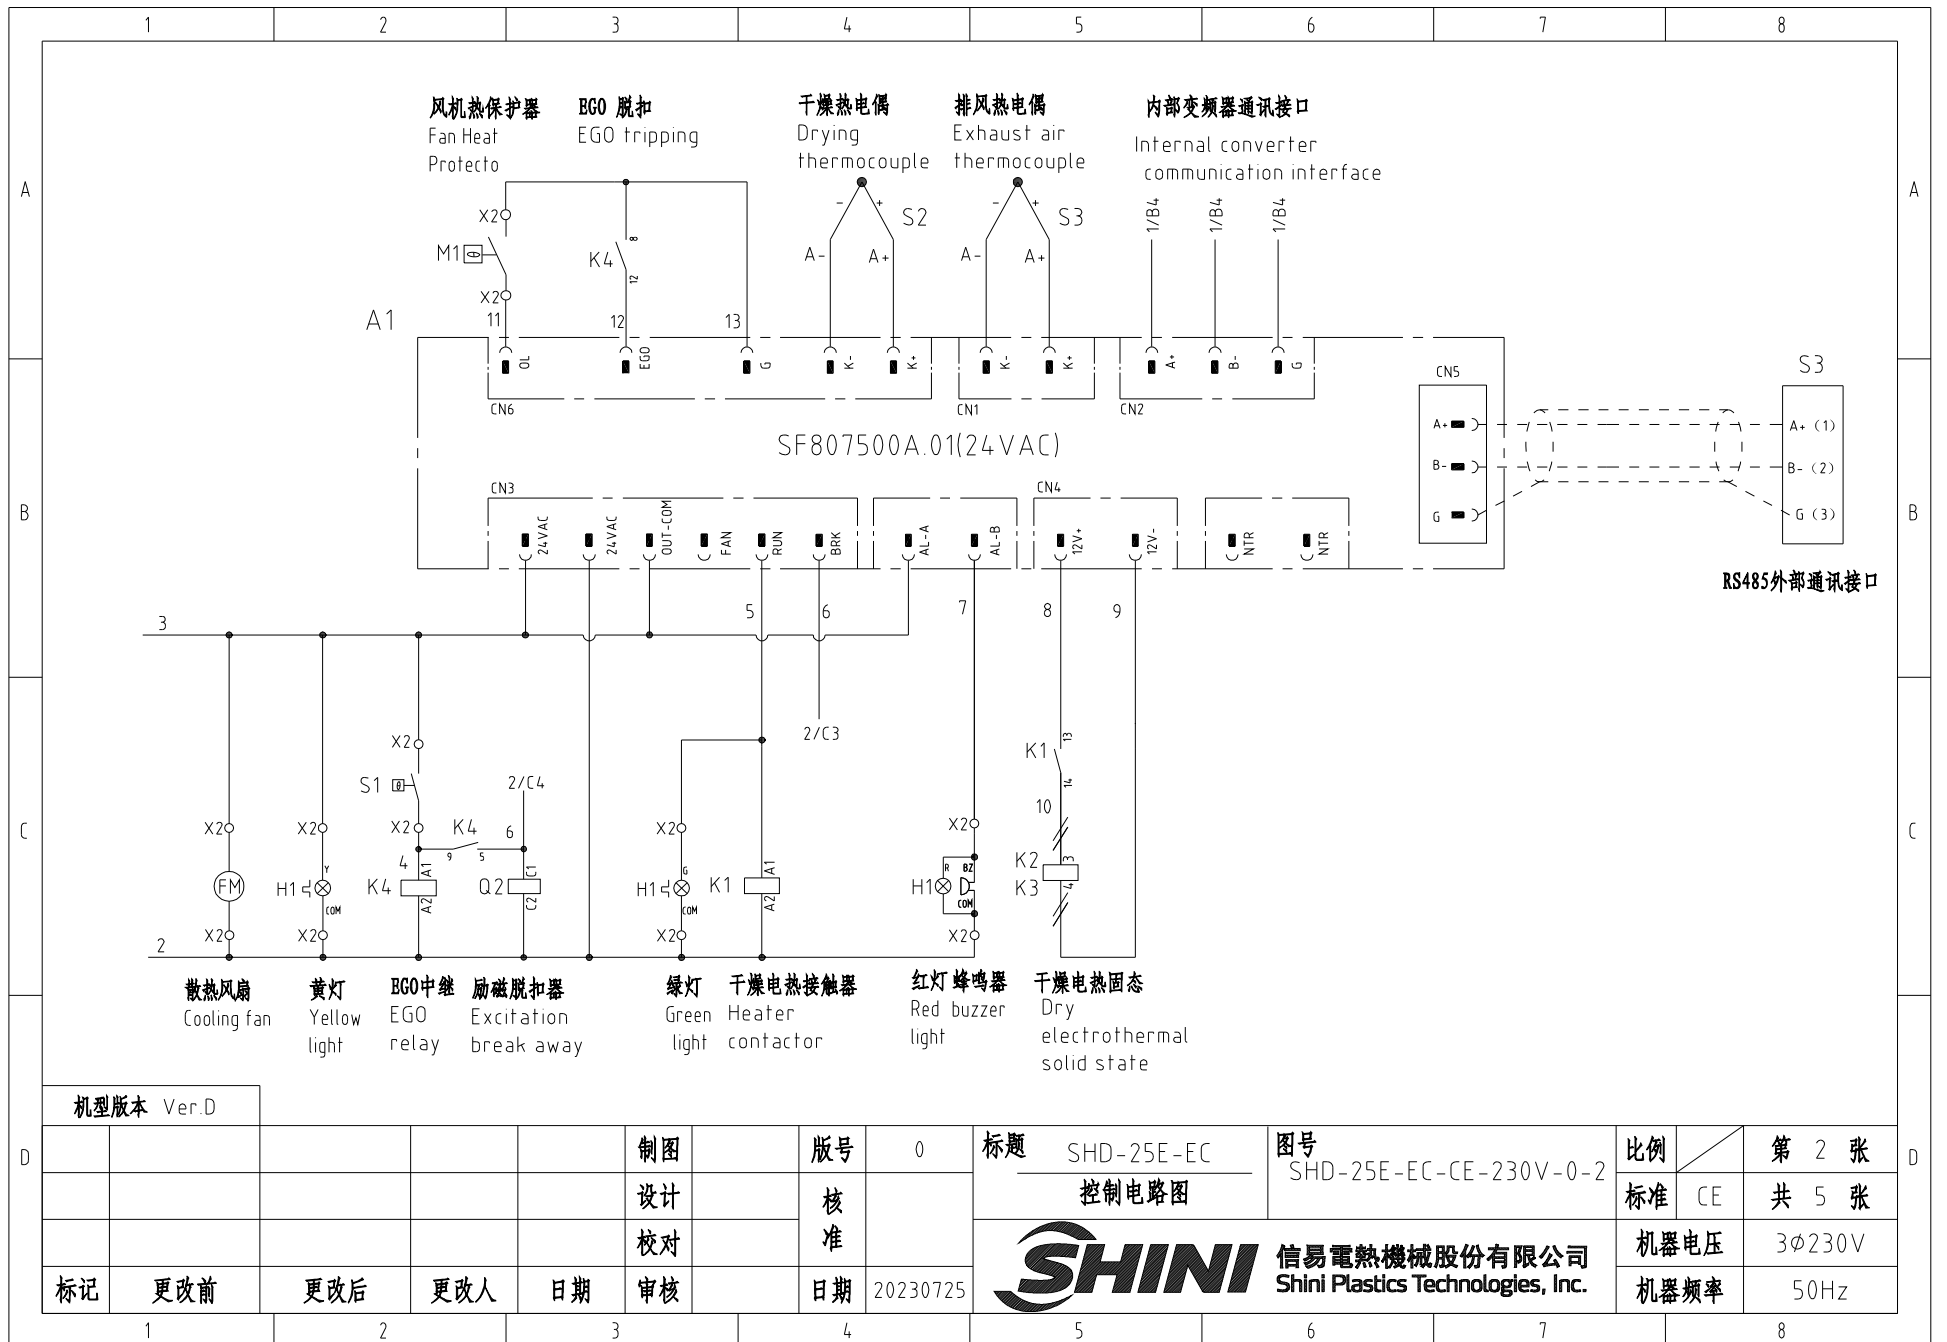 1 2 3 4 5 6 7 8
风机热保护器
Fan Heat
Protecto
EGO 脱扣
EGO tripping
干燥热电偶
Drying
thermocouple
排风热电偶
Exhaust air
thermocouple
内部变频器通讯接口
Internal converter
communication interface
A
A
X2
M1 θ
X2
11
K4
8
12
12
13
- +
S2
A- A+
- +
S3
A- A+
1/B4 1/B4 1/B4
A1
OL EGO G K- K+
CN6
K- K+
CN1
A+ B- G
CN2
SF807500A.01(24VAC)
CN5
A+
B-
G
S3
A+ (1)
B- (2)
G (3)
RS485外部通讯接口
B
B
CN3
24VAC 24VAC OUT-COM FAN RUN BRK
AL-A AL-B
CN4
12V+ 12V-
NTR NTR
3
5 6 7 8 9
2/C3
C
C
X2
FM
X2
X2
H1
Y
COM
X2
X2
S1 θ
X2
4
K4
A1
A2
K4
9 5
2/C4
6
Q2
C1
C2
X2
H1
G
COM
X2
K1
A1
A2
X2
R BZ
H1
COM
X2
K1
13
14
10
K2
K3
3
4
2
散热风扇
Cooling fan
黄灯
Yellow
light
EGO中继
EGO
relay
励磁脱扣器
Excitation
break away
绿灯
Green
light
干燥电热接触器
Heater
contactor
红灯 蜂鸣器
Red buzzer
light
干燥电热固态
Dry
electrothermal
solid state
机型版本 Ver.D
D
D
制图
设计
校对
标记 更改前 更改后 更改人 日期 审核
版号 0
核
准
日期 20230725
标题 SHD-25E-EC
控制电路图
图号
SHD-25E-EC-CE-230V-0-2
比例 第 2 张
标准 CE 共 5 张
机器电压 3Φ230V
机器频率 50Hz
SHINI
信易電熱機械股份有限公司
Shini Plastics Technologies, Inc.
1 2 3 4 5 6 7 8